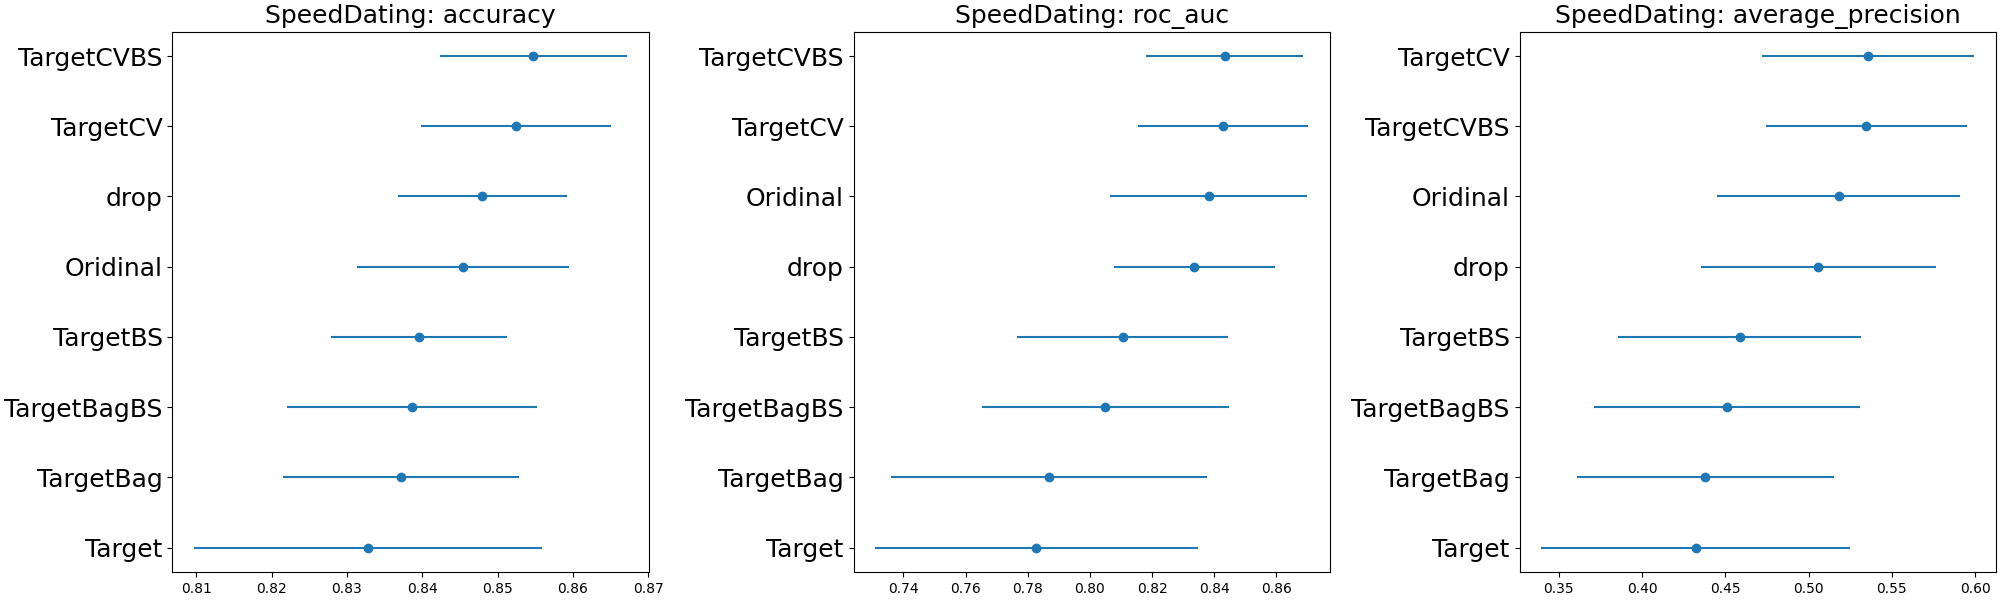 SpeedDating: accuracy
TargetCVBS
TargetCV
drop
Oridinal
TargetBS
TargetBagBS
TargetBag
Target
0.81 0.82 0.83 0.84 0.85 0.86 0.87
SpeedDating: roc_auc
TargetCVBS
TargetCV
Oridinal
drop
TargetBS
TargetBagBS
TargetBag
Target
0.74 0.76 0.78 0.80 0.82 0.84 0.86
SpeedDating: average_precision
TargetCV
TargetCVBS
Oridinal
drop
TargetBS
TargetBagBS
TargetBag
Target
0.35 0.40 0.45 0.50 0.55 0.60